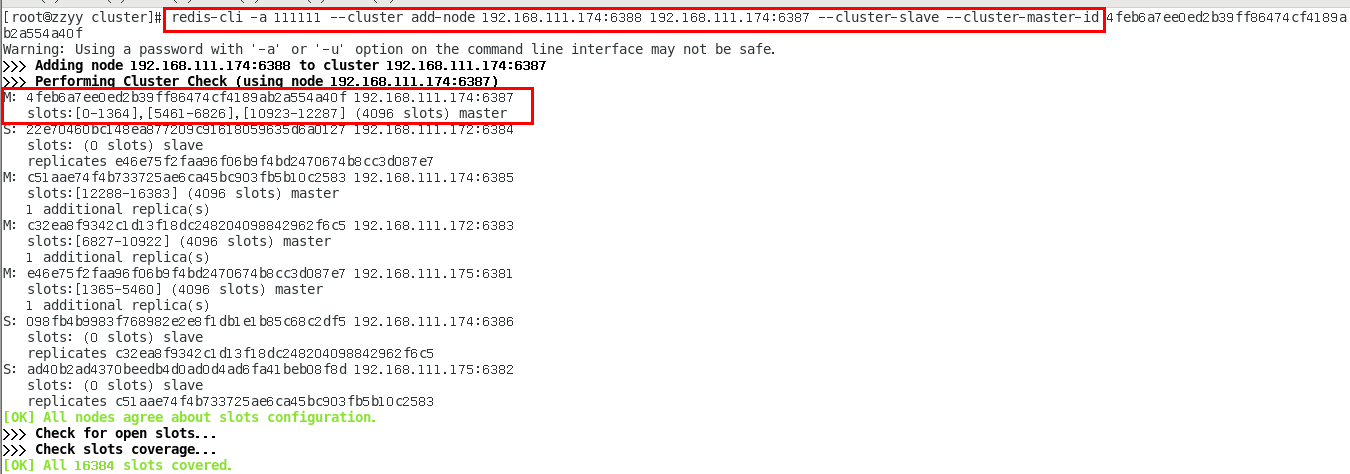 [root@zzyy cluster]# redis-cli -a 111111 --cluster add-node 192.168.111.174:6388 192.168.111.174:6387 --cluster-slave --cluster-master-id 4feb6a7ee0ed2b39ff86474cf4189a
b2a554a40f
Warning: Using a password with '-a' or '-u' option on the command line interface may not be safe.
>>> Adding node 192.168.111.174:6388 to cluster 192.168.111.174:6387
>>> Performing Cluster Check (using node 192.168.111.174:6387)
M: 4feb6a7ee0ed2b39ff86474cf4189ab2a554a40f 192.168.111.174:6387
slots:[0-1364],[5461-6826],[10923-12287] (4096 slots) master
S: 22e70460bc148ea877209c91618059635d6a0127 192.168.111.172:6384
slots: (0 slots) slave
replicates e46e75f2faa96f06b9f4bd2470674b8cc3d087e7
M: c51aae74f4b733725ae6ca45bc903fb5b10c2583 192.168.111.174:6385
slots:[12288-16383] (4096 slots) master
1 additional replica(s)
M: c32ea8f9342c1d13f18dc248204098842962f6c5 192.168.111.172:6383
slots:[6827-10922] (4096 slots) master
1 additional replica(s)
M: e46e75f2faa96f06b9f4bd2470674b8cc3d087e7 192.168.111.175:6381
slots:[1365-5460] (4096 slots) master
1 additional replica(s)
S: 098fb4b9983f768982e2e8f1db1e1b85c68c2df5 192.168.111.174:6386
slots: (0 slots) slave
replicates c32ea8f9342c1d13f18dc248204098842962f6c5
S: ad40b2ad4370beedb4d0ad0d4ad6fa41beb08f8d 192.168.111.175:6382
slots: (0 slots) slave
replicates c51aae74f4b733725ae6ca45bc903fb5b10c2583
[OK] All nodes agree about slots configuration.
>>> Check for open slots...
>>> Check slots coverage...
[OK] All 16384 slots covered.